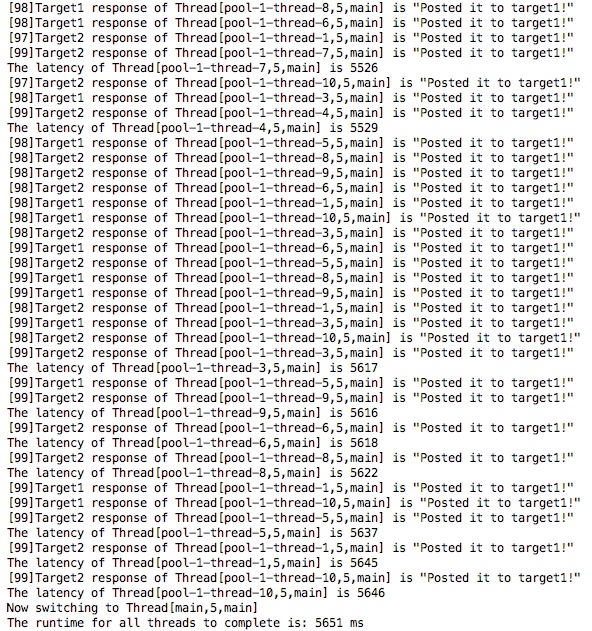 [98]Target1 response of Thread[pool-1-thread-8,5,main] is "Posted it to target1!"
[98]Target1 response of Thread[pool-1-thread-6,5,main] is "Posted it to target1!"
[97]Target2 response of Thread[pool-1-thread-1,5,main] is "Posted it to target1!"
[99]Target2 response of Thread[pool-1-thread-7,5,main] is "Posted it to target1!"
The latency of Thread[pool-1-thread-7,5,main] is 5526
[97]Target2 response of Thread[pool-1-thread-10,5,main] is "Posted it to target1!"
[98]Target1 response of Thread[pool-1-thread-3,5,main] is "Posted it to target1!"
[99]Target2 response of Thread[pool-1-thread-4,5,main] is "Posted it to target1!"
The latency of Thread[pool-1-thread-4,5,main] is 5529
[98]Target1 response of Thread[pool-1-thread-5,5,main] is "Posted it to target1!"
[98]Target2 response of Thread[pool-1-thread-8,5,main] is "Posted it to target1!"
[98]Target2 response of Thread[pool-1-thread-9,5,main] is "Posted it to target1!"
[98]Target2 response of Thread[pool-1-thread-6,5,main] is "Posted it to target1!"
[98]Target1 response of Thread[pool-1-thread-1,5,main] is "Posted it to target1!"
[98]Target1 response of Thread[pool-1-thread-10,5,main] is "Posted it to target1!"
[98]Target2 response of Thread[pool-1-thread-3,5,main] is "Posted it to target1!"
[99]Target1 response of Thread[pool-1-thread-6,5,main] is "Posted it to target1!"
[98]Target2 response of Thread[pool-1-thread-5,5,main] is "Posted it to target1!"
[99]Target1 response of Thread[pool-1-thread-8,5,main] is "Posted it to target1!"
[99]Target1 response of Thread[pool-1-thread-9,5,main] is "Posted it to target1!"
[98]Target2 response of Thread[pool-1-thread-1,5,main] is "Posted it to target1!"
[99]Target1 response of Thread[pool-1-thread-3,5,main] is "Posted it to target1!"
[98]Target2 response of Thread[pool-1-thread-10,5,main] is "Posted it to target1!"
[99]Target2 response of Thread[pool-1-thread-3,5,main] is "Posted it to target1!"
The latency of Thread[pool-1-thread-3,5,main] is 5617
[99]Target1 response of Thread[pool-1-thread-5,5,main] is "Posted it to target1!"
[99]Target2 response of Thread[pool-1-thread-9,5,main] is "Posted it to target1!"
The latency of Thread[pool-1-thread-9,5,main] is 5616
[99]Target2 response of Thread[pool-1-thread-6,5,main] is "Posted it to target1!"
The latency of Thread[pool-1-thread-6,5,main] is 5618
[99]Target2 response of Thread[pool-1-thread-8,5,main] is "Posted it to target1!"
The latency of Thread[pool-1-thread-8,5,main] is 5622
[99]Target1 response of Thread[pool-1-thread-1,5,main] is "Posted it to target1!"
[99]Target1 response of Thread[pool-1-thread-10,5,main] is "Posted it to target1!"
[99]Target2 response of Thread[pool-1-thread-5,5,main] is "Posted it to target1!"
The latency of Thread[pool-1-thread-5,5,main] is 5637
[99]Target2 response of Thread[pool-1-thread-1,5,main] is "Posted it to target1!"
The latency of Thread[pool-1-thread-1,5,main] is 5645
[99]Target2 response of Thread[pool-1-thread-10,5,main] is "Posted it to target1!"
The latency of Thread[pool-1-thread-10,5,main] is 5646
Now switching to Thread[main,5,main]
The runtime for all threads to complete is: 5651 ms